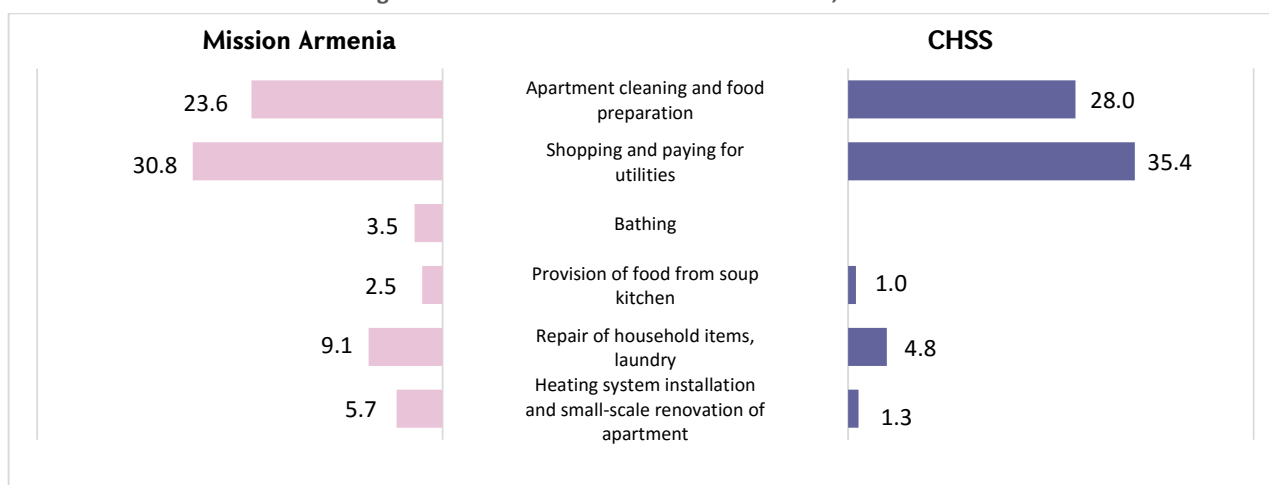 Mission Armenia
CHSS
23.6
Apartment cleaning and food
preparation
28.0
30.8
Shopping and paying for
utilities
35.4
3.5
Bathing
2.5
Provision of food from soup
kitchen
1.0
9.1
Repair of household items,
laundry
4.8
5.7
Heating system installation
and small-scale renovation of
apartment
1.3